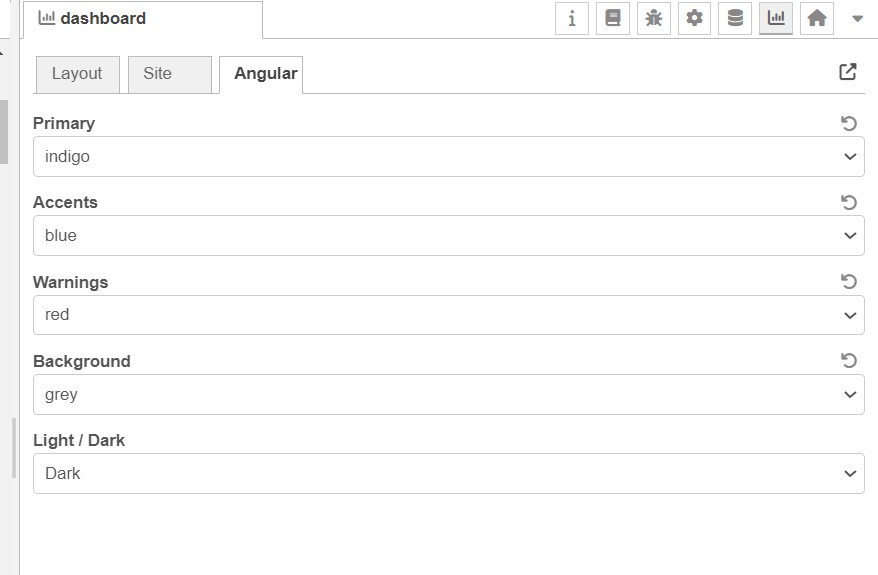 dashboard
Layout
Site
Angular
Primary
indigo
Accents
blue
Warnings
red
Background
grey
Light / Dark
Dark